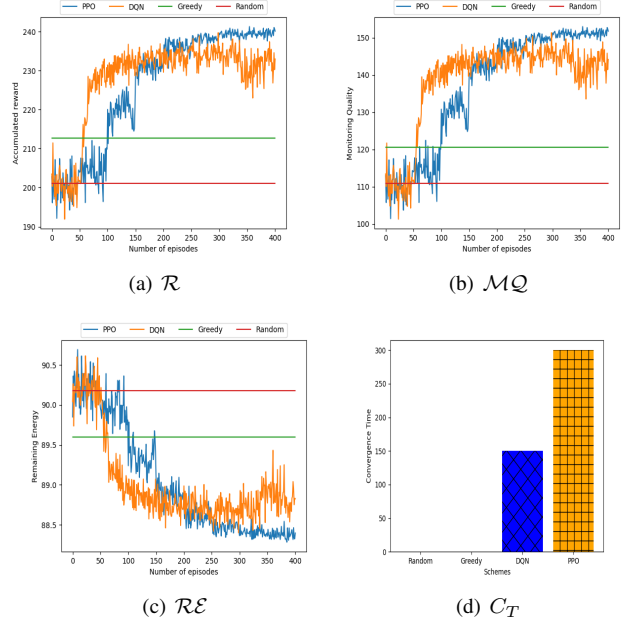 PPO DQN Greedy Random
Accumulated reward
240
230
220
210
200
190
0 50 100 150 200 250 300 350 400
Number of episodes
(a) R
PPO DQN Greedy Random
Monitoring Quality
150
140
130
120
110
100
0 50 100 150 200 250 300 350 400
Number of episodes
(b) MQ
PPO DQN Greedy Random
Remaining Energy
90.5
90.0
89.5
89.0
88.5
0 50 100 150 200 250 300 350 400
Number of episodes
(c) RE
Convergence Time
300
250
200
150
100
50
0
Random Greedy DQN PPO
Schemes
(d) C_T